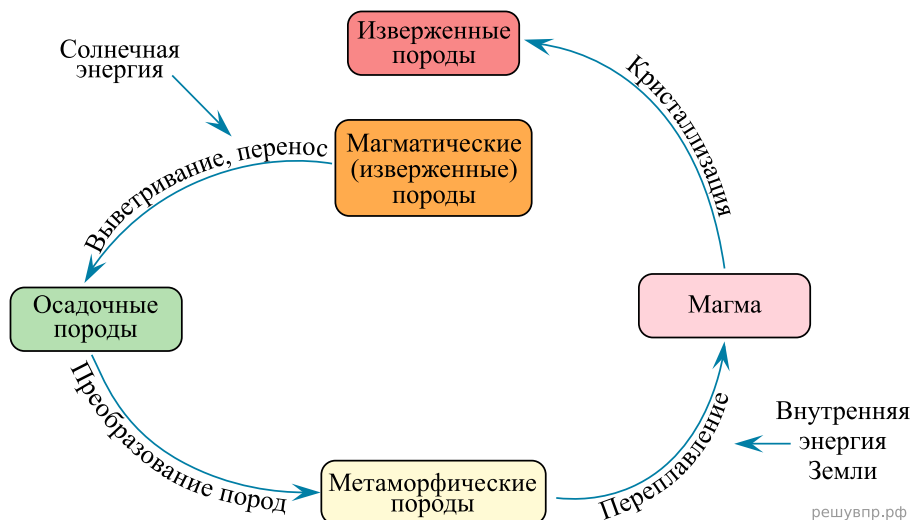 Изверженные
породы
Солнечная
энергия
Кристаллизация
Магматические
(изверженные)
породы
Выветривание, перенос
Осадочные
породы
Магма
Преобразование пород
Переплавление
Внутренняя
энергия
Земли
Метаморфические
породы
решувпр.рф